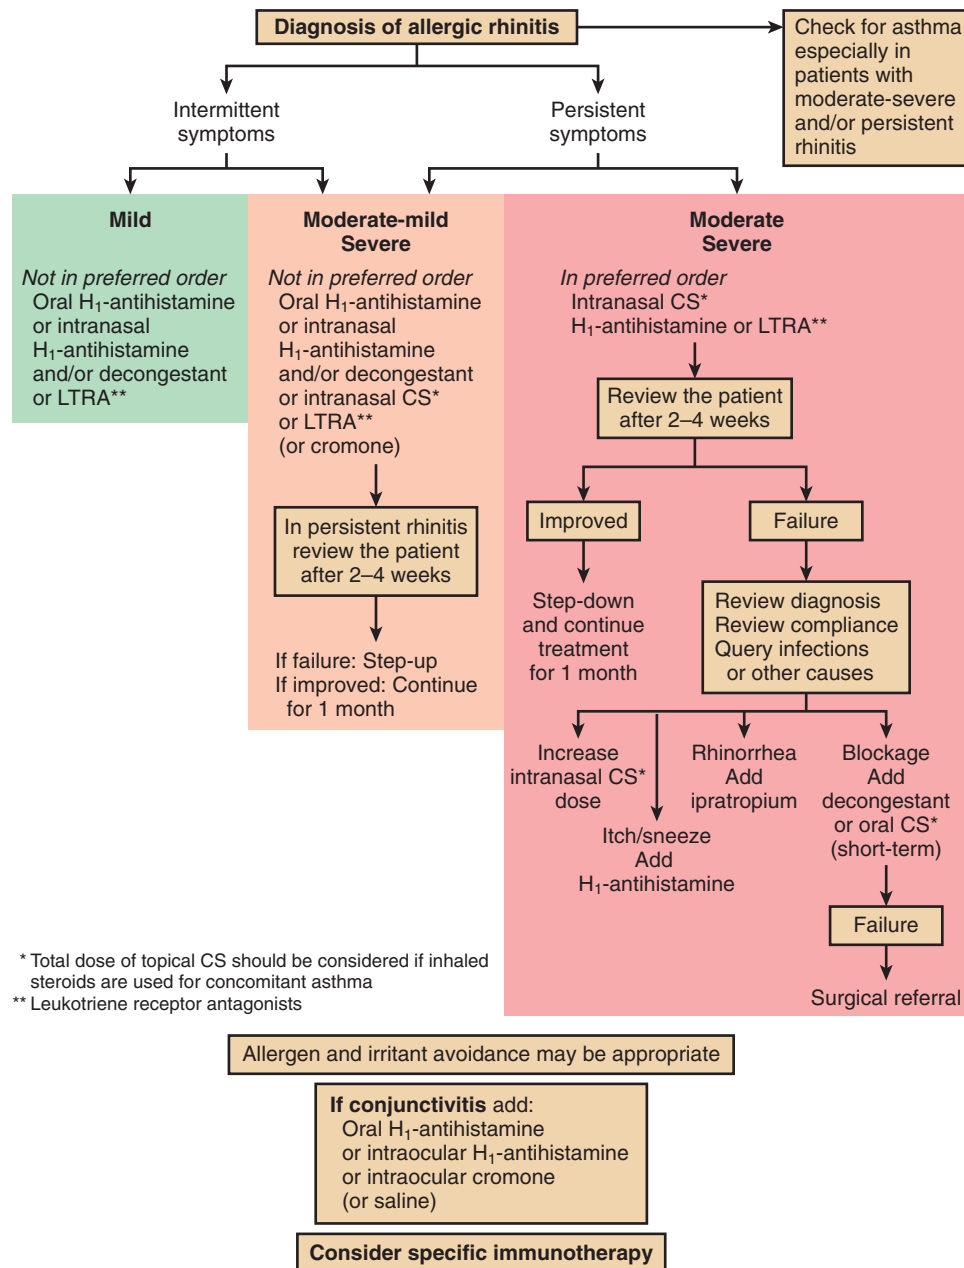 Diagnosis of allergic rhinitis
Check for asthma
especially in
patients with
moderate-severe
and/or persistent
rhinitis
Intermittent
symptoms
Persistent
symptoms
Mild
Not in preferred order
Oral H₁-antihistamine
or intranasal
H₁-antihistamine
and/or decongestant
or LTRA**
Moderate-mild
Severe
Not in preferred order
Oral H₁-antihistamine
or intranasal
H₁-antihistamine
and/or decongestant
or intranasal CS*
or LTRA**
(or cromone)
In persistent rhinitis
review the patient
after 2–4 weeks
If failure: Step-up
If improved: Continue
for 1 month
Moderate
Severe
In preferred order
Intranasal CS*
H₁-antihistamine or LTRA**
Review the patient
after 2–4 weeks
Improved
Failure
Step-down
and continue
treatment
for 1 month
Review diagnosis
Review compliance
Query infections
or other causes
Increase
intranasal CS*
dose
Itch/sneeze
Add
H₁-antihistamine
Rhinorrhea
Add
ipratropium
Blockage
Add
decongestant
or oral CS*
(short-term)
Failure
Surgical referral
* Total dose of topical CS should be considered if inhaled
steroids are used for concomitant asthma
** Leukotriene receptor antagonists
Allergen and irritant avoidance may be appropriate
If conjunctivitis add:
Oral H₁-antihistamine
or intraocular H₁-antihistamine
or intraocular cromone
(or saline)
Consider specific immunotherapy